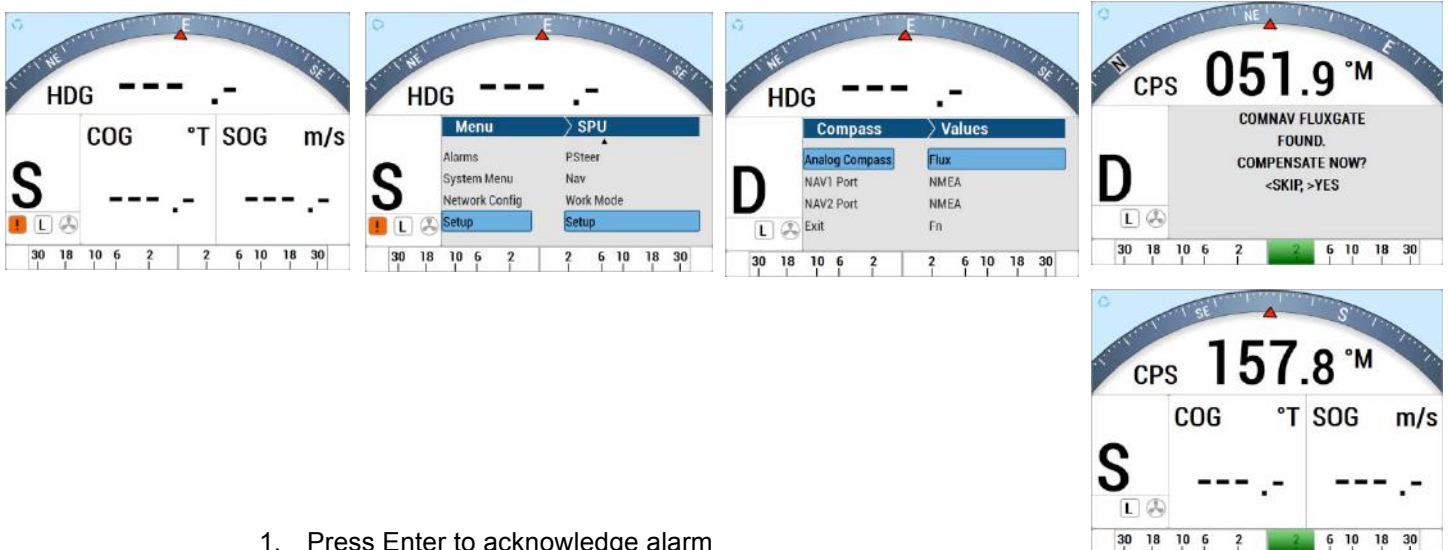 NE E SE
HDG --- .-
COG °T SOG m/s
S ---.- ---.-
! L
30 18 10 6 2 2 6 10 18 30
NE E SE
HDG --- .-
Menu SPU
Alarms P.Steer
System Menu Nav
Network Config Work Mode
Setup Setup
S
! L
30 18 10 6 2 2 6 10 18 30
NE E SE
HDG --- .-
Compass Values
Analog Compass Flux
NAV1 Port NMEA
NAV2 Port NMEA
Exit Fn
D
L
30 18 10 6 2 2 6 10 18 30
N NE E
CPS 051.9 °M
COMNAV FLUXGATE
FOUND.
COMPENSATE NOW?
<SKIP, >YES
D
L
30 18 10 6 2 2 6 10 18 30
SE S
CPS 157.8 °M
COG °T SOG m/s
S ---.- ---.-
L
30 18 10 6 2 2 6 10 18 30
1. Press Enter to acknowledge alarm